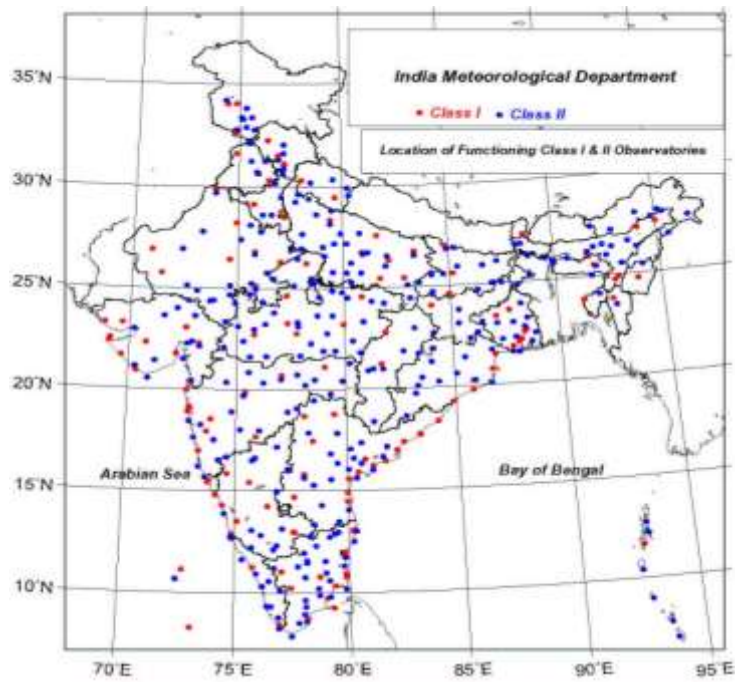 India Meteorological Department
Class I Class II
Location of Functioning Class I & II Observatories
35°N
30°N
25°N
20°N
15°N
10°N
Arabian Sea
Bay of Bengal
70°E 75°E 80°E 85°E 90°E 95°E